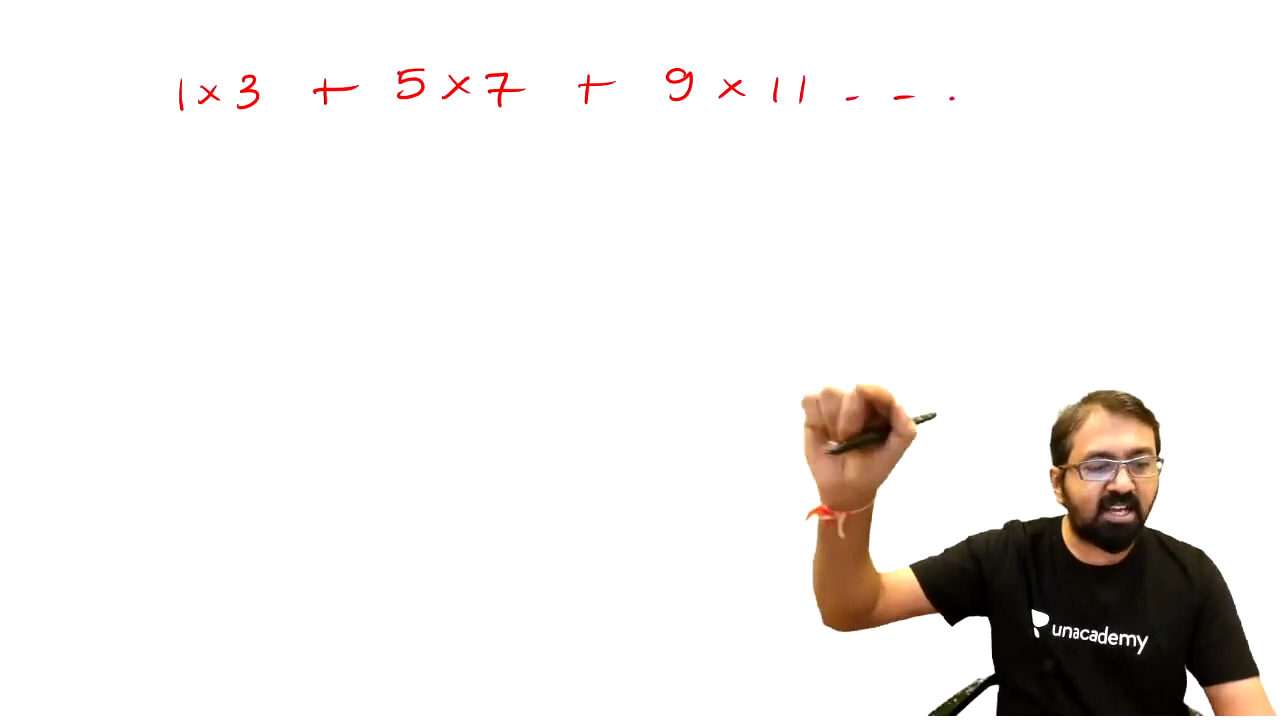 1 × 3 + 5 × 7 + 9 × 11 - - .
unacademy